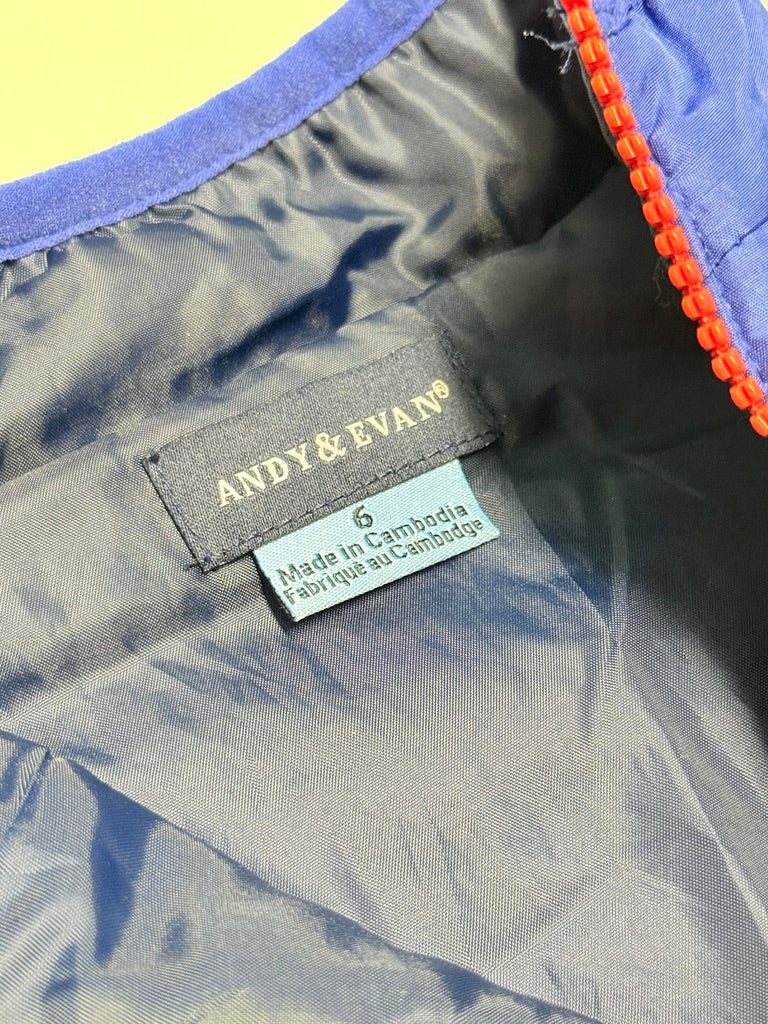 ANDY & EVAN®
6
Made in Cambodia
Fabriqué au Cambodge